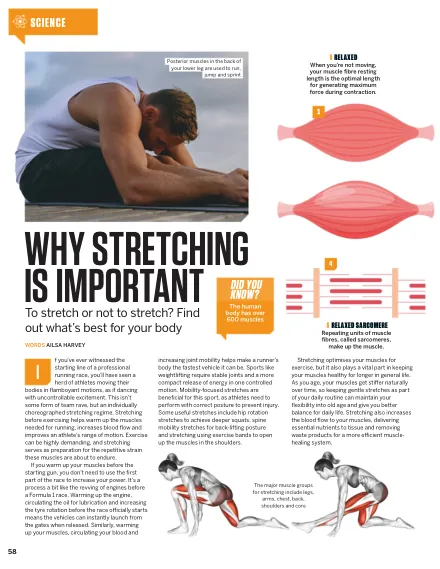 SCIENCE
Posterior muscles in the back of
your lower leg are used to run,
jump and sprint
RELAXED
When you're not moving,
your muscle fibre resting
length is the optimal length
for generating maximum
force during contraction.
1
WHY STRETCHING
IS IMPORTANT
To stretch or not to stretch? Find
out what's best for your body
WORDS AILSA HARVEY
DID YOU
KNOW?
The human
body has over
600 muscles
4
RELAXED SARCOMERE
Repeating units of muscle
fibres, called sarcomeres,
make up the muscle.
I
f you've ever witnessed the
starting line of a professional
running race, you'll have seen a
herd of athletes moving their
bodies in flamboyant motions, as if dancing
with uncontrollable excitement. This isn't
some form of team new, but an individually
choreographed stretching regime. Stretching
before exercising helps warm up the muscles
needed for running, increases blood flow and
improves an athlete's range of motion. Exercise
can be highly demanding, and stretching
serves as preparation for the repetitive strain
these muscles are about to endure.
If you warm up your muscles before the
starting gun, you don't need to use the first
part of the race to increase your power. It's a
process a bit like the revving of engines before
a Formula 1 race. Warming up the engine,
circulating the oil for lubrication and increasing
the tyre rotation before the race officially starts
means the vehicles can instantly launch from
the gates when released. Similarly, warming
up your muscles, circulating your blood and
increasing joint mobility helps make a runner's
body the fastest vehicle it can be. Sports like
weightlifting require stable joints and a more
compact release of energy in one controlled
motion. Mobility-focused stretches are
beneficial for this sport, as athletes need to
perform with correct posture to prevent injury.
Some useful stretches include hip rotation
stretches to achieve deeper squats, spine
mobility stretches for back-lifting posture
and stretching using exercise bands to open
up the muscles in the shoulders.
Stretching optimises your muscles for
exercise, but it also plays a vital part in keeping
your muscles healthy for longer in general life.
As you age, your muscles get stiffer naturally
over time, so keeping gentle stretches as part
of your daily routine can maintain your
flexibility into old age and give you better
balance for daily life. Stretching also increases
the blood flow to your muscles, delivering
essential nutrients to tissue and removing
waste products for a more efficient muscle-
healing system.
The major muscle groups
for stretching include legs,
arms, chest, back,
shoulders and core
58